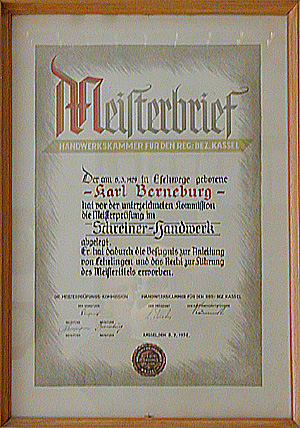 Meisterbrief
HANDWERKSKAMMER FÜR DEN REG: BEZ. KASSEL
Der am geborene
- Karl Berneburg -
hat vor der unterzeichneten Kommission
die Meisterprüfung im
Schreiner-Handwerk
abgelegt.
Er hat dadurch die Befugnis zur Anleitung
von Lehrlingen und das Recht zur Führung
des Meistertitels erworben.
DIE MEISTERPRÜFUNGS-KOMMISSION HANDWERKSKAMMER FÜR DEN REG: BEZ. KASSEL
KASSEL, DEN